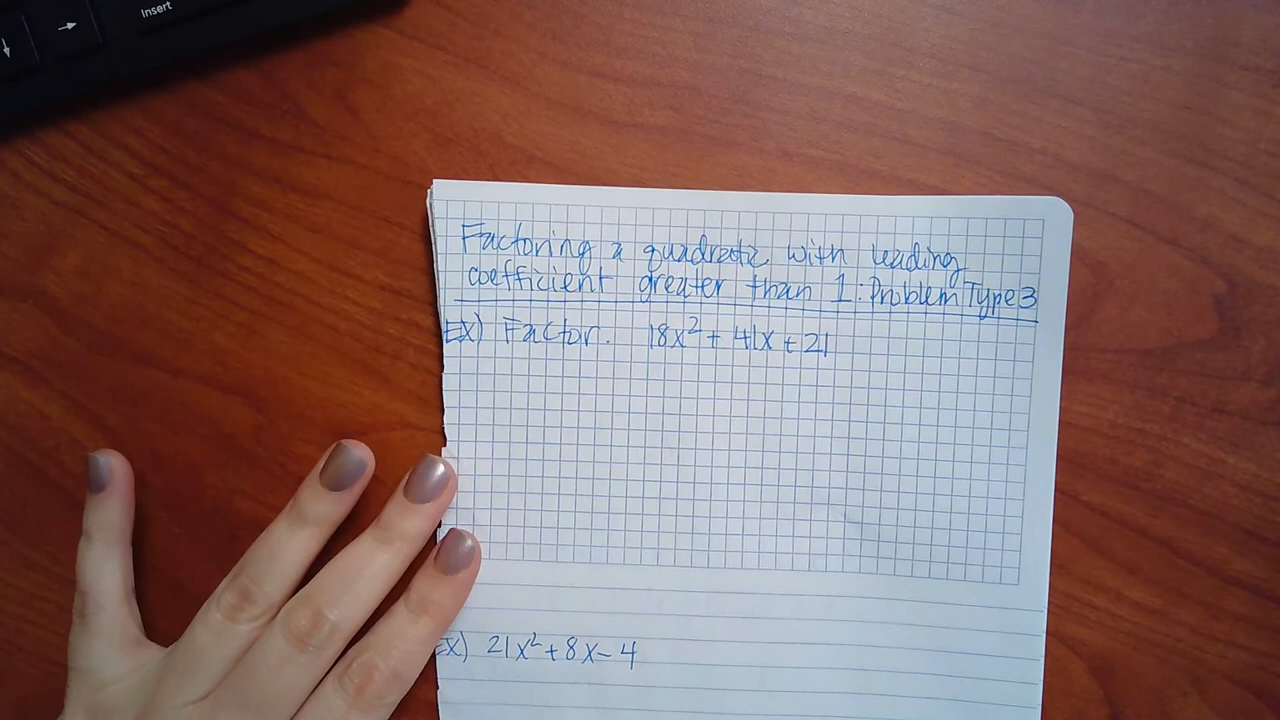 Insert
Factoring a quadratic with leading
coefficient greater than 1: Problem Type 3
Ex) Factor. 18x² + 41x + 21
Ex) 21x² + 8x - 4